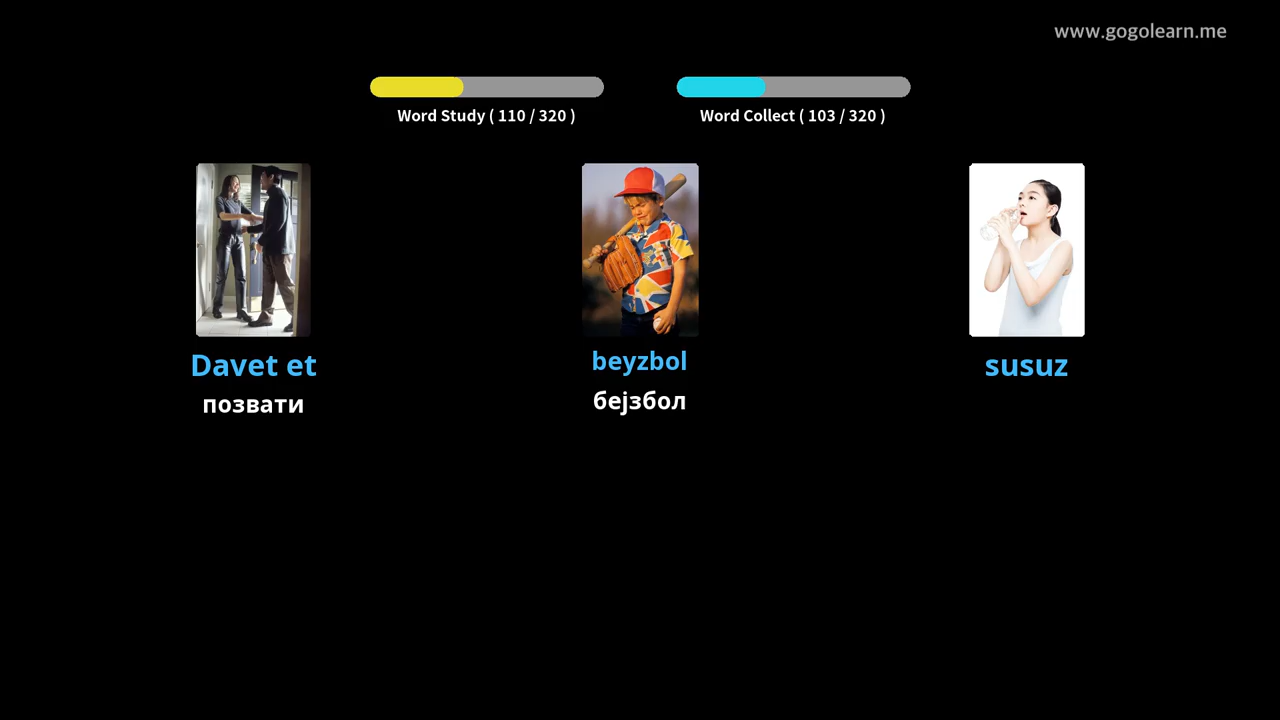 www.gogolearn.me
Word Study ( 110 / 320 )
Word Collect ( 103 / 320 )
Davet et
позвати
beyzbol
бејзбол
susuz